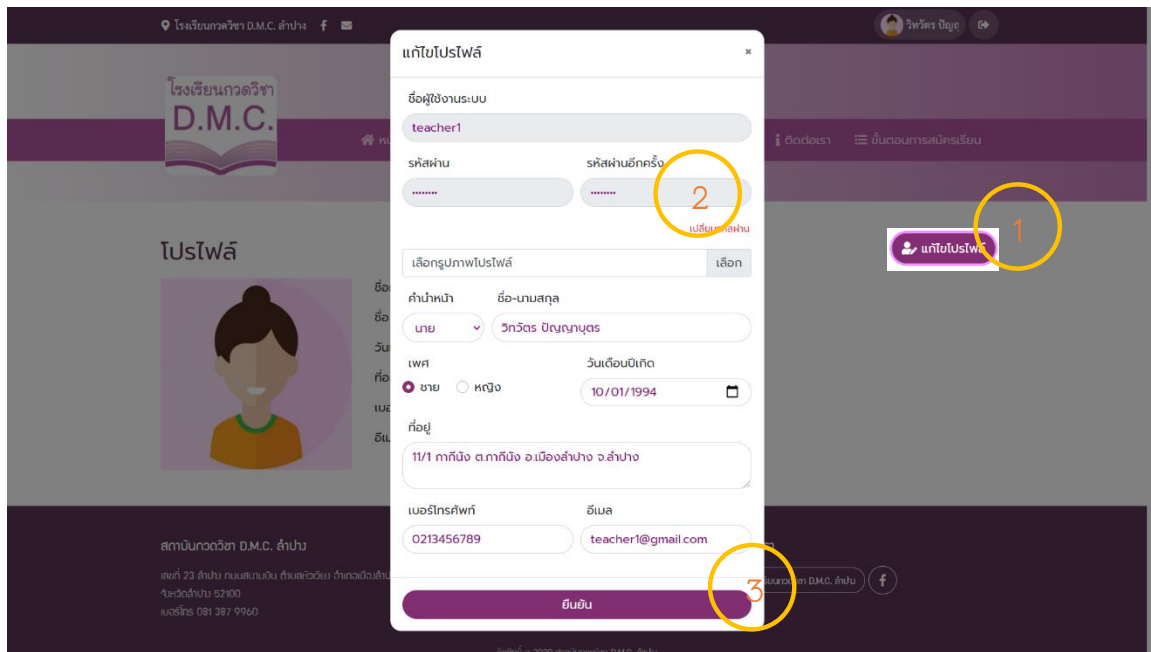 โรงเรียนกวดวิชา D.M.C. ลำปาง
วิทวัตร ปัญญ
แก้ไขโปรไฟล์
โรงเรียนกวดวิชา
D.M.C.
ติดต่อเรา
ขั้นตอนการสมัครเรียน
ชื่อผู้ใช้งานระบบ
teacher1
รหัสผ่าน
รหัสผ่านอีกครั้ง
2
เปลี่ยนรหัสผ่าน
1
แก้ไขโปรไฟล์
โปรไฟล์
เลือกรูปภาพโปรไฟล์ เลือก
คำนำหน้า ชื่อ-นามสกุล
นาย วิทวัตร ปัญญาบุตร
เพศ วันเดือนปีเกิด
ชาย หญิง 10/01/1994
ที่อยู่
11/1 กากีนัง ต.กากีนัง อ.เมืองลำปาง จ.ลำปาง
เบอร์โทรศัพท์ อีเมล
0213456789 teacher1@gmail.com
3
ยืนยัน
สถาบันกวดวิชา D.M.C. ลำปาง
จังหวัดลำปาง 52100
เบอร์โทร 081 387 9960